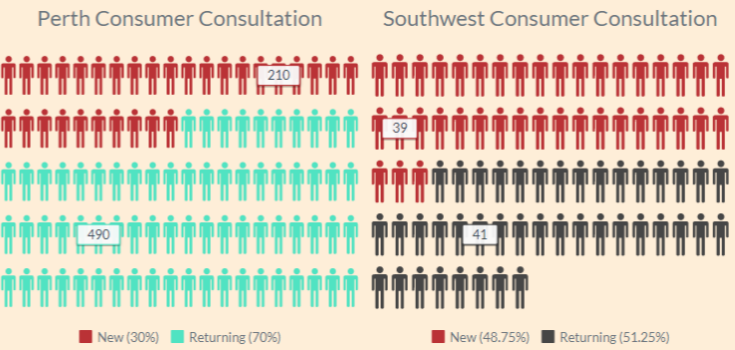 Perth Consumer Consultation
210
490
New (30%) Returning (70%)
Southwest Consumer Consultation
39
41
New (48.75%) Returning (51.25%)